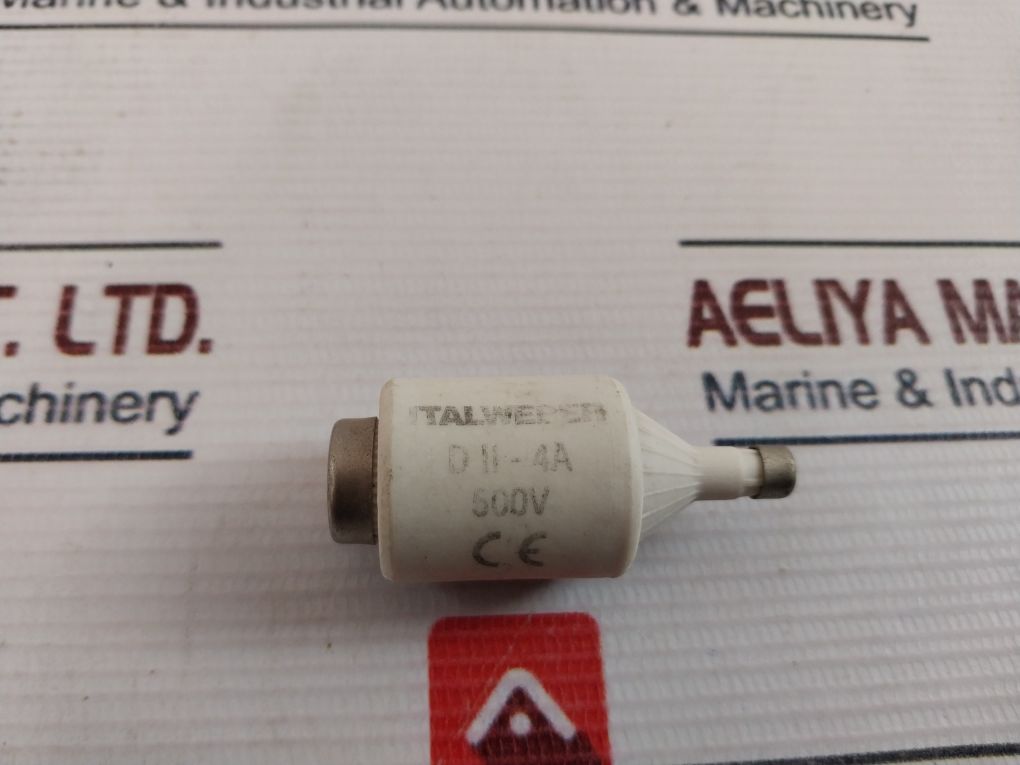 Marine & Industrial Automation & Machinery
T. LTD.
AELIYA MA
chinery
Marine & Ind
ITALWEBER
D II - 4A
500V
CE